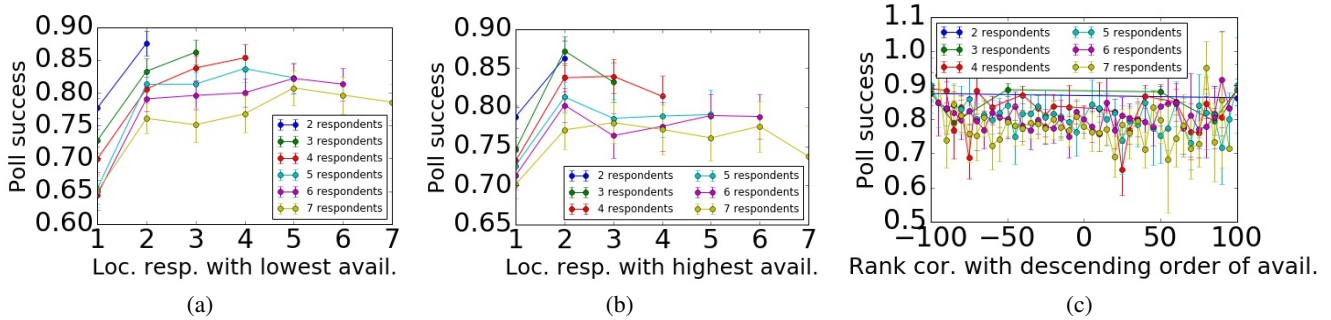 0.90
0.85
0.80
0.75
0.70
0.65
0.60
Poll success
1 2 3 4 5 6 7
Loc. resp. with lowest avail.
2 respondents
3 respondents
4 respondents
5 respondents
6 respondents
7 respondents
(a)
0.90
0.85
0.80
0.75
0.70
0.65
Poll success
1 2 3 4 5 6 7
Loc. resp. with highest avail.
2 respondents 5 respondents
3 respondents 6 respondents
4 respondents 7 respondents
(b)
1.1
1.0
0.9
0.8
0.7
0.6
0.5
Poll success
−100 −50 0 50 100
Rank cor. with descending order of avail.
2 respondents 5 respondents
3 respondents 6 respondents
4 respondents 7 respondents
(c)